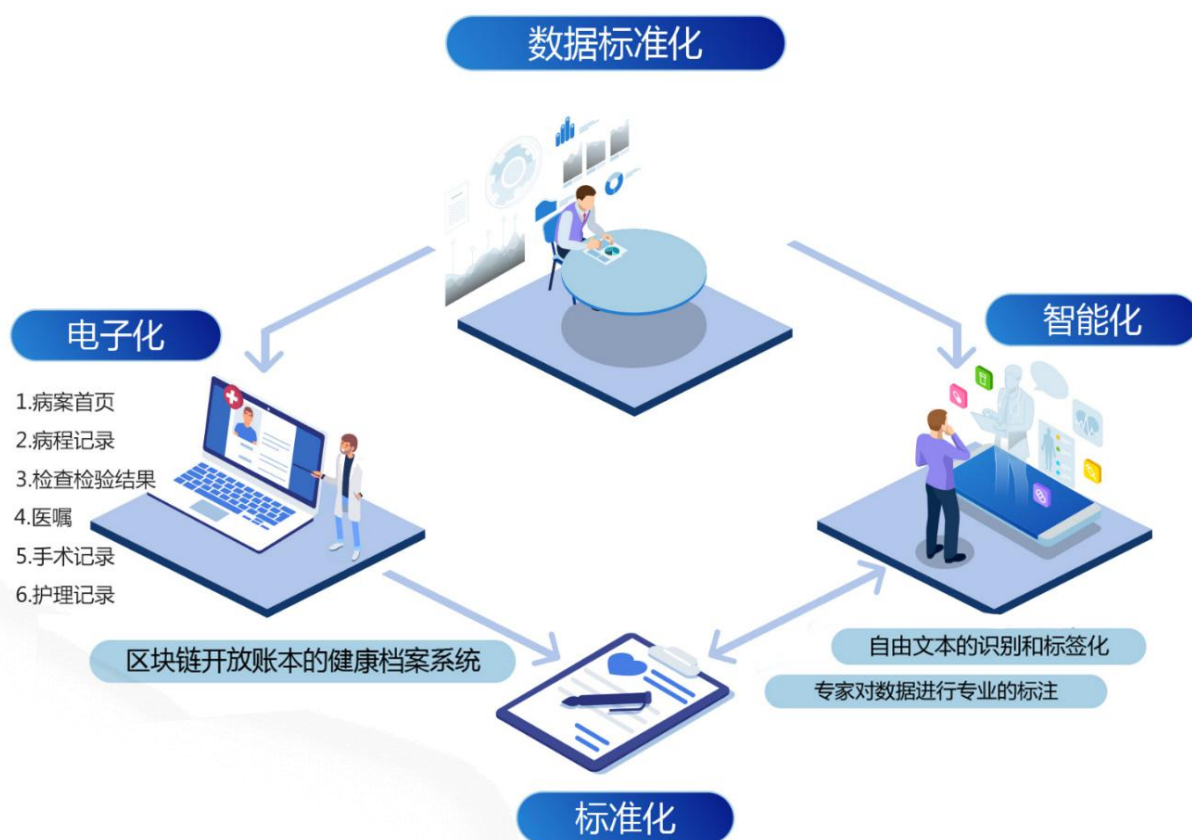 数据标准化
电子化
智能化
1.病案首页
2.病程记录
3.检查检验结果
4.医嘱
5.手术记录
6.护理记录
区块链开放账本的健康档案系统
自由文本的识别和标签化
专家对数据进行专业的标注
标准化